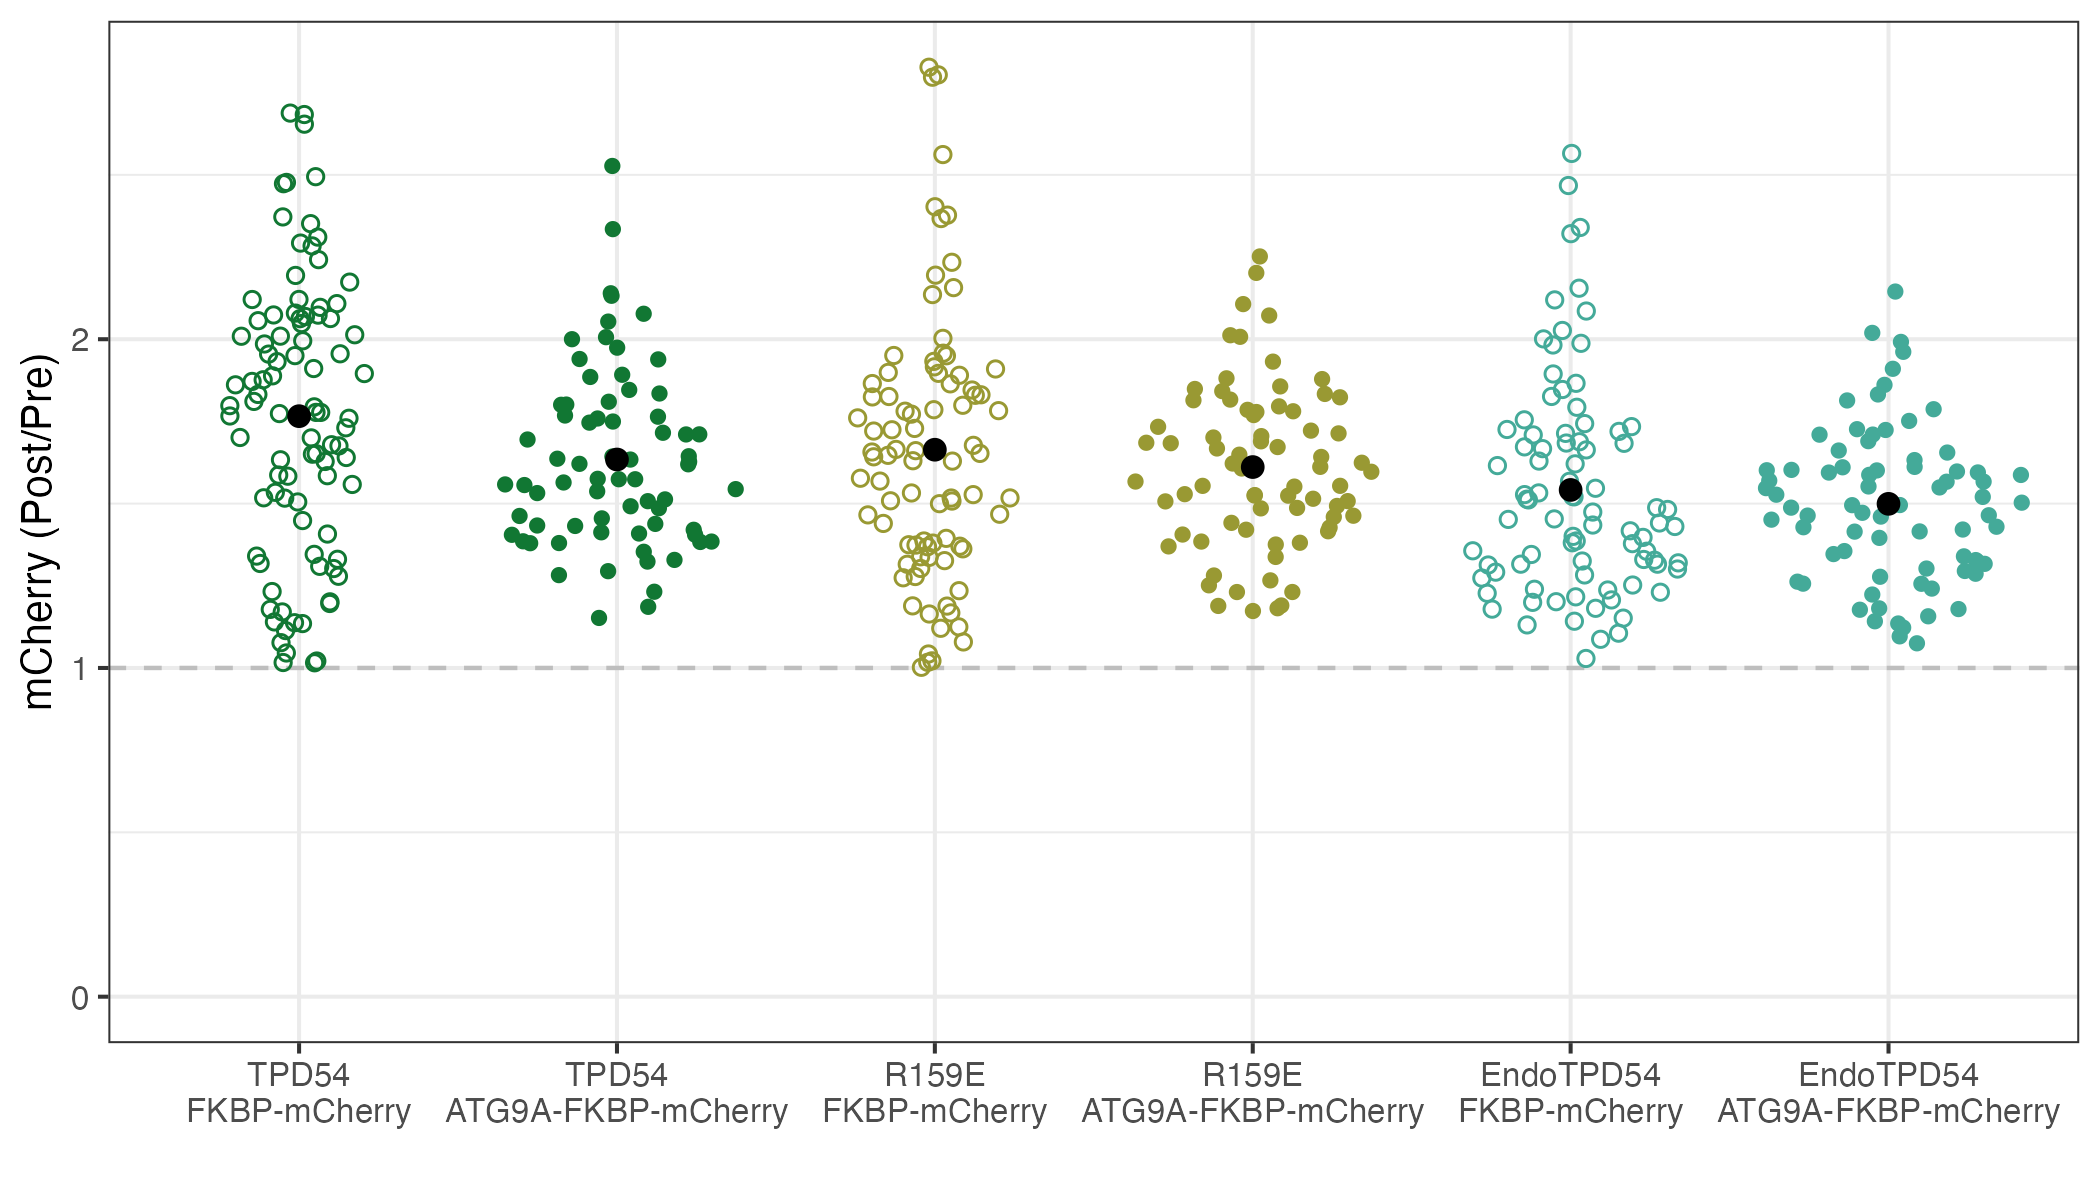 mCherry (Post/Pre)
2
1
0
TPD54
FKBP-mCherry
TPD54
ATG9A-FKBP-mCherry
R159E
FKBP-mCherry
R159E
ATG9A-FKBP-mCherry
EndoTPD54
FKBP-mCherry
EndoTPD54
ATG9A-FKBP-mCherry